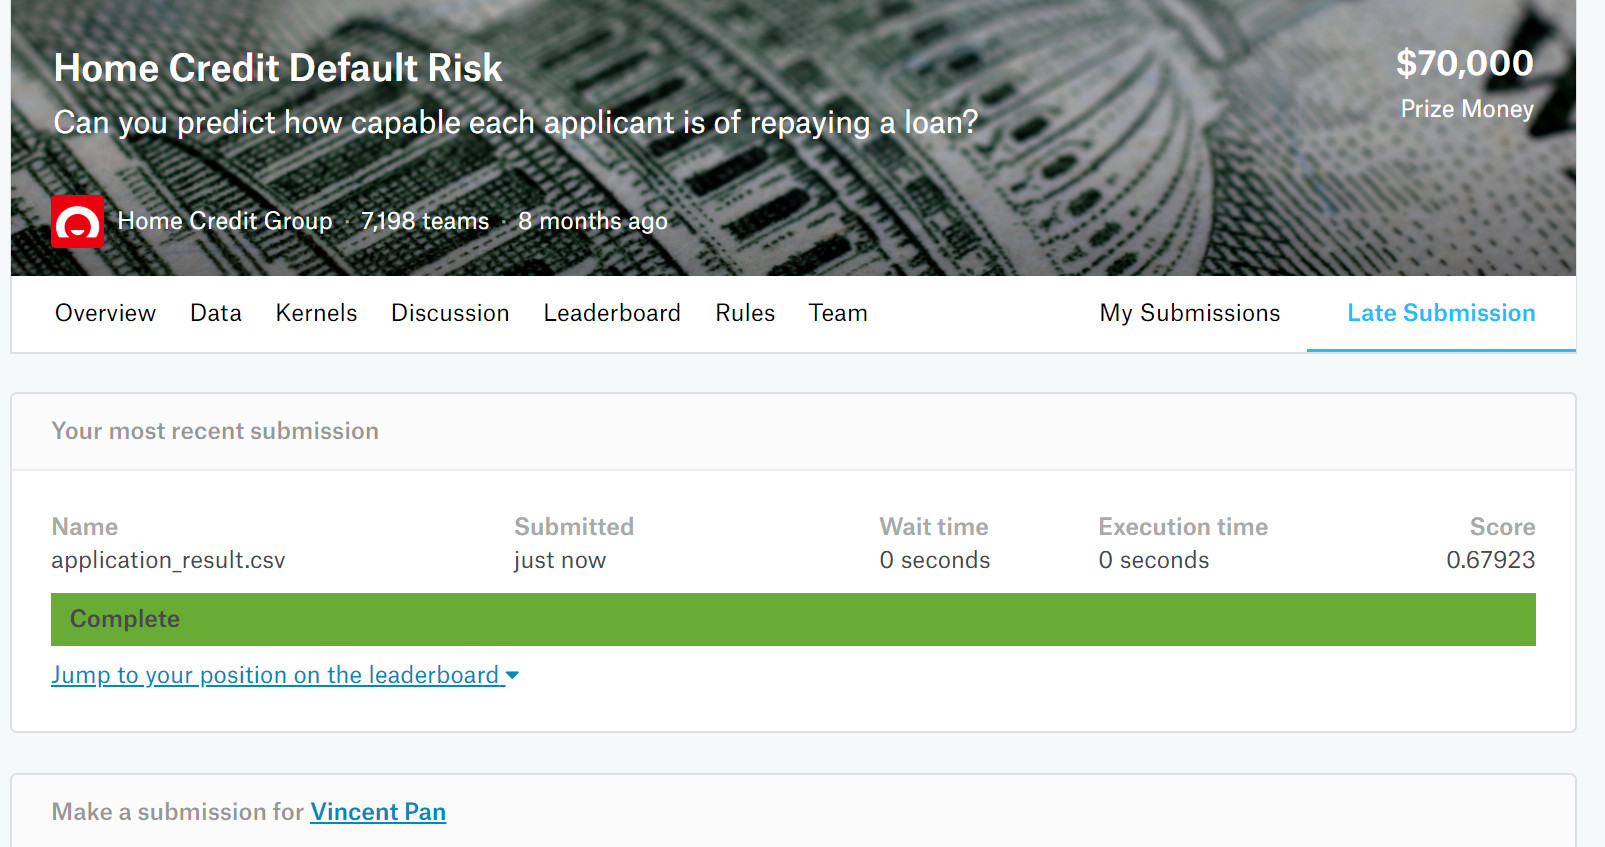 Home Credit Default Risk
$70,000
Can you predict how capable each applicant is of repaying a loan?
Prize Money
Home Credit Group · 7,198 teams · 8 months ago
Overview Data Kernels Discussion Leaderboard Rules Team My Submissions Late Submission
Your most recent submission
Name Submitted Wait time Execution time Score
application_result.csv just now 0 seconds 0 seconds 0.67923
Complete
Jump to your position on the leaderboard
Make a submission for Vincent Pan